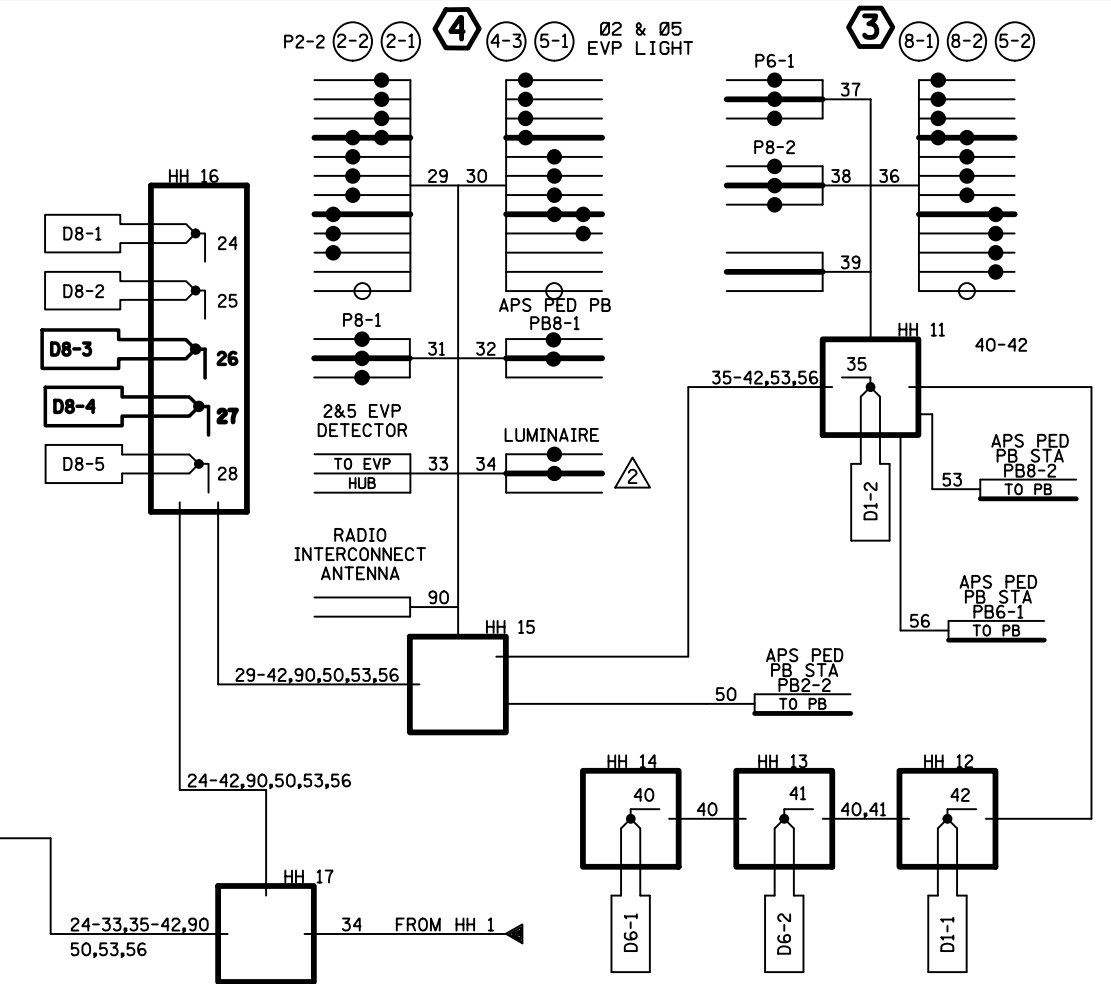 P2-2 2-2 2-1 4 4-3 5-1 Ø2 & Ø5
EVP LIGHT
3 8-1 8-2 5-2
P6-1
37
P8-2
38 36
39
29 30
HH 16
D8-1 24
D8-2 25
D8-3 26
D8-4 27
D8-5 28
P8-1
31 32
APS PED PB
PB8-1
2&5 EVP
DETECTOR
TO EVP
HUB
33 34
LUMINAIRE
2
RADIO
INTERCONNECT
ANTENNA
90
HH 15
29-42,90,50,53,56
35-42,53,56
HH 11
35
40-42
D1-2
APS PED
PB STA
PB8-2
53 TO PB
APS PED
PB STA
PB6-1
56 TO PB
APS PED
PB STA
PB2-2
50 TO PB
24-42,90,50,53,56
HH 14
40
D6-1
40
HH 13
41
D6-2
40,41
HH 12
42
D1-1
HH 17
24-33,35-42,90
50,53,56
34 FROM HH 1